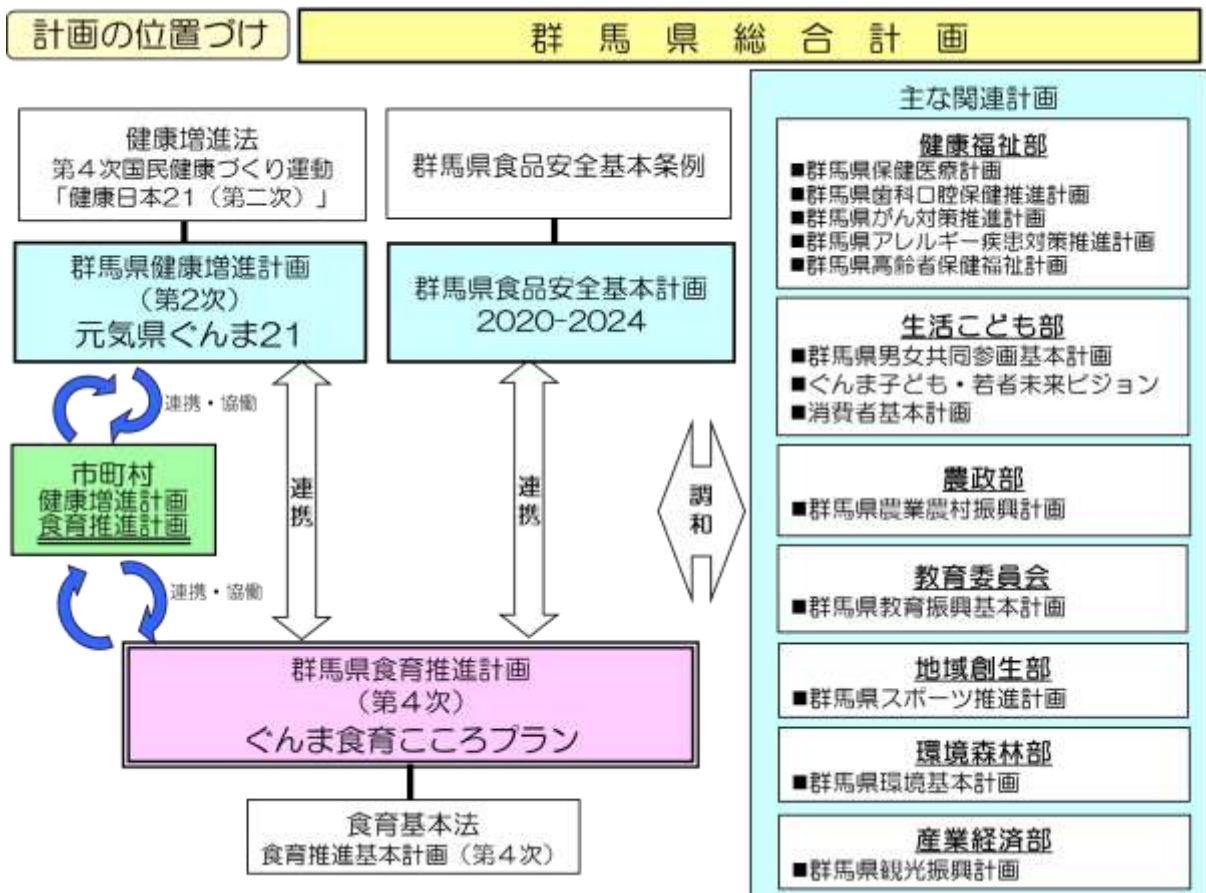 計画の位置づけ
群馬県総合計画
健康増進法
第4次国民健康づくり運動
「健康日本21(第二次)」
群馬県食品安全基本条例
群馬県健康増進計画
(第2次)
元気県ぐんま21
群馬県食品安全基本計画
2020-2024
連携・協働
市町村
健康増進計画
食育推進計画
連携・協働
連携
連携
調和
群馬県食育推進計画
(第4次)
ぐんま食育こころプラン
食育基本法
食育推進基本計画(第4次)
主な関連計画
健康福祉部
■群馬県保健医療計画
■群馬県歯科口腔保健推進計画
■群馬県がん対策推進計画
■群馬県アレルギー疾患対策推進計画
■群馬県高齢者保健福祉計画
生活こども部
■群馬県男女共同参画基本計画
■ぐんま子ども・若者未来ビジョン
■消費者基本計画
農政部
■群馬県農業農村振興計画
教育委員会
■群馬県教育振興基本計画
地域創生部
■群馬県スポーツ推進計画
環境森林部
■群馬県環境基本計画
産業経済部
■群馬県観光振興計画